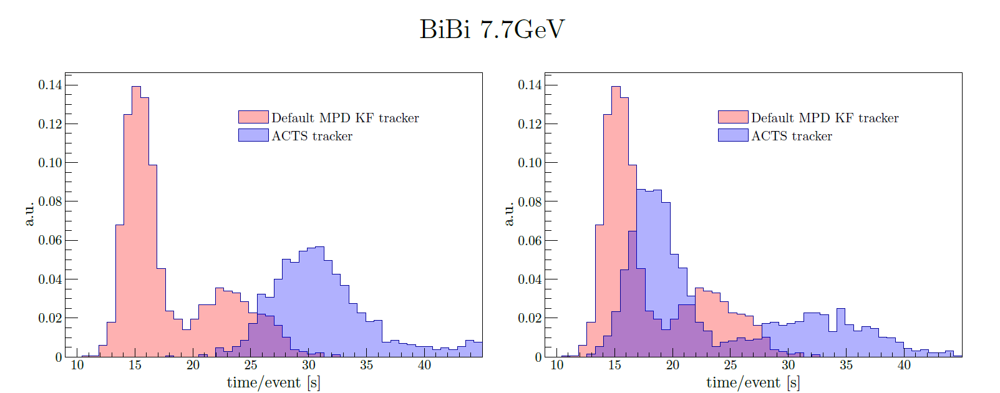 BiBi 7.7GeV
0.14
0.12
0.10
0.08
0.06
0.04
0.02
0
a.u.
Default MPD KF tracker
ACTS tracker
10 15 20 25 30 35 40
time/event [s]
0.14
0.12
0.10
0.08
0.06
0.04
0.02
0
a.u.
Default MPD KF tracker
ACTS tracker
10 15 20 25 30 35 40
time/event [s]